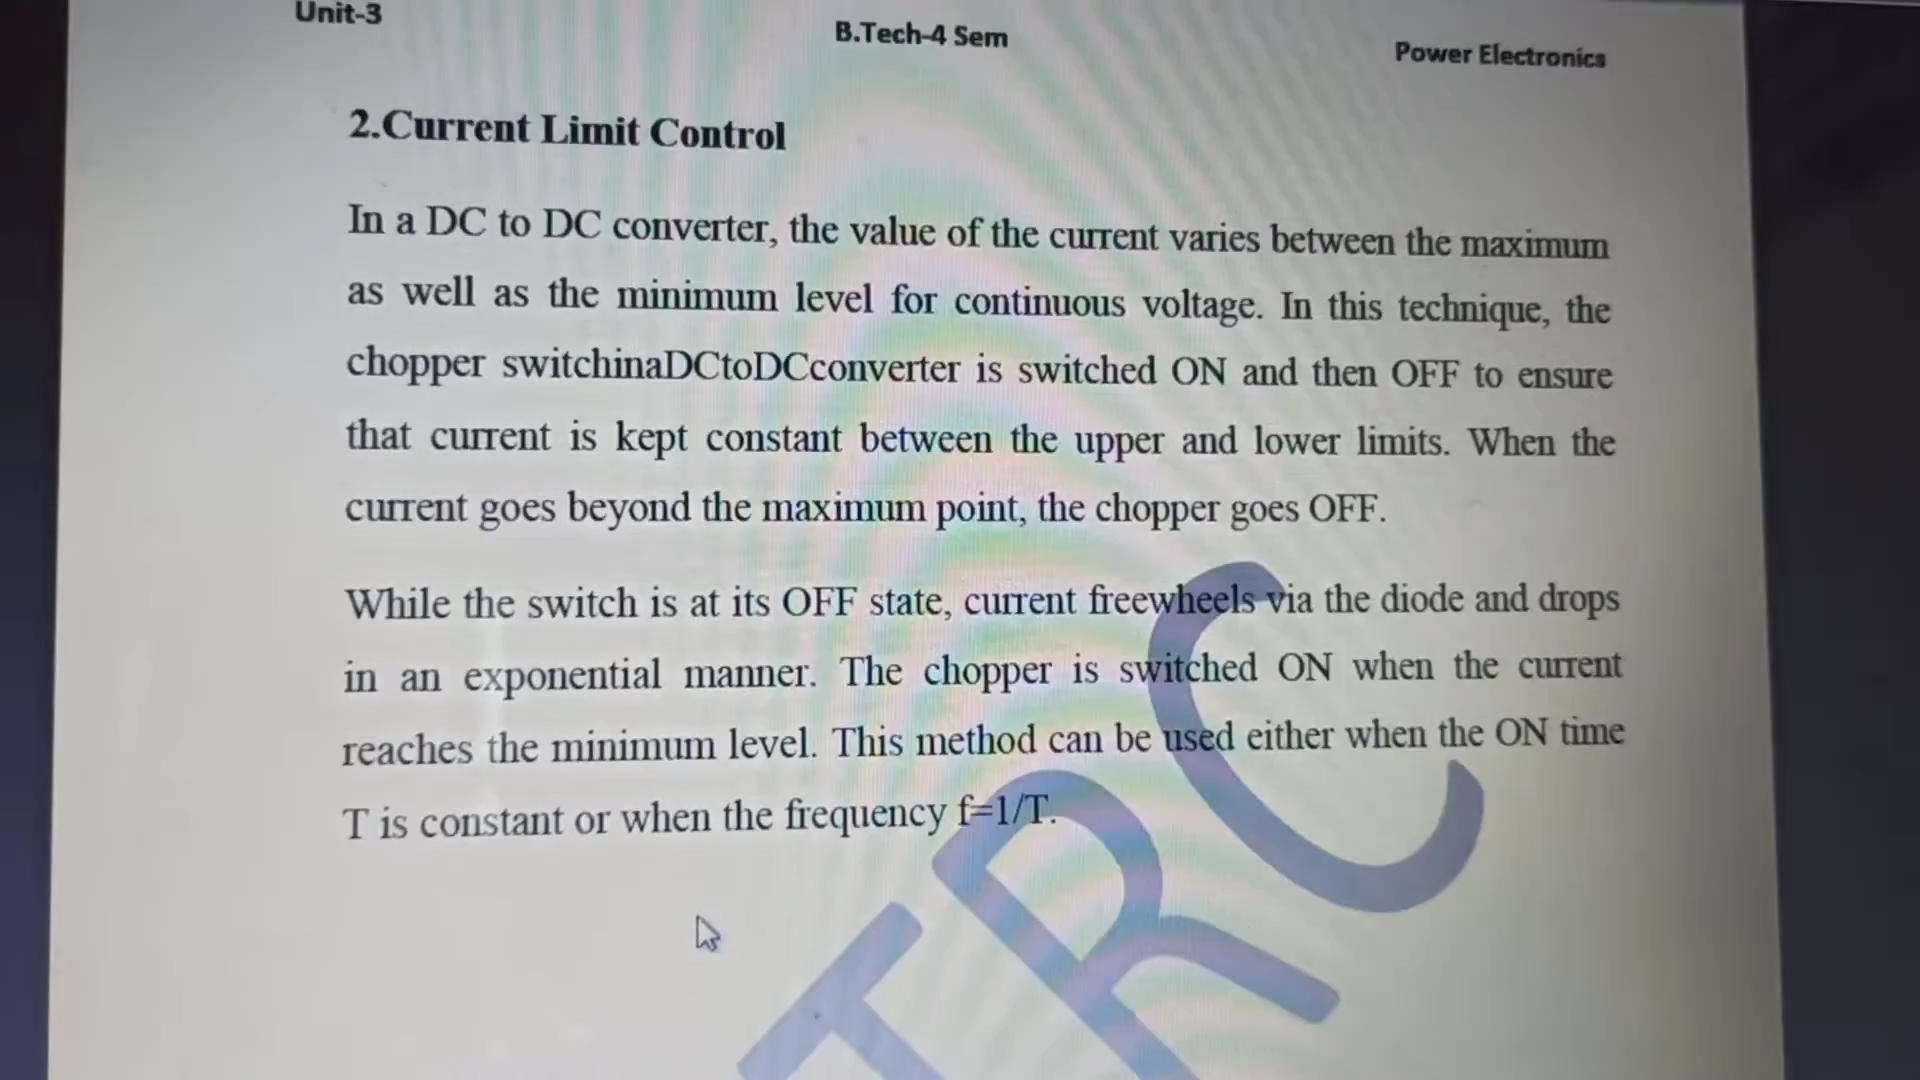 Unit-3
B.Tech-4 Sem
Power Electronics
2.Current Limit Control
In a DC to DC converter, the value of the current varies between the maximum
as well as the minimum level for continuous voltage. In this technique, the
chopper switchinaDCtoDCconverter is switched ON and then OFF to ensure
that current is kept constant between the upper and lower limits. When the
current goes beyond the maximum point, the chopper goes OFF.
While the switch is at its OFF state, current freewheels via the diode and drops
in an exponential manner. The chopper is switched ON when the current
reaches the minimum level. This method can be used either when the ON time
T is constant or when the frequency f=1/T.
TRC